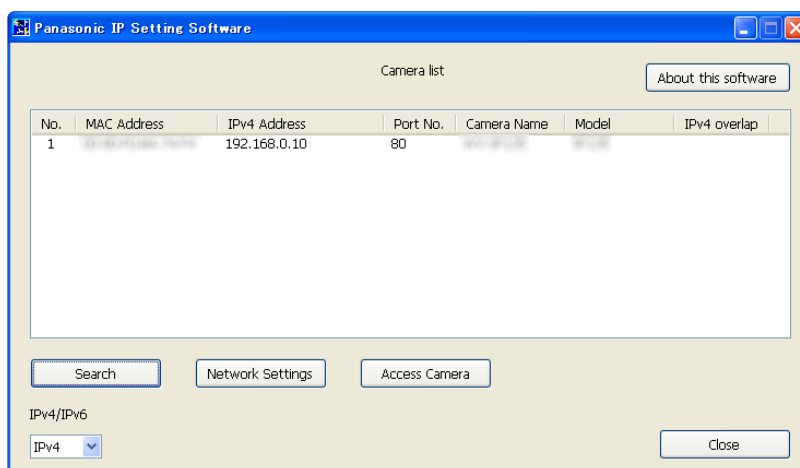 Panasonic IP Setting Software
Camera list
About this software
No. MAC Address IPv4 Address Port No. Camera Name Model IPv4 overlap
1 192.168.0.10 80
Search Network Settings Access Camera
IPv4/IPv6
IPv4 Close